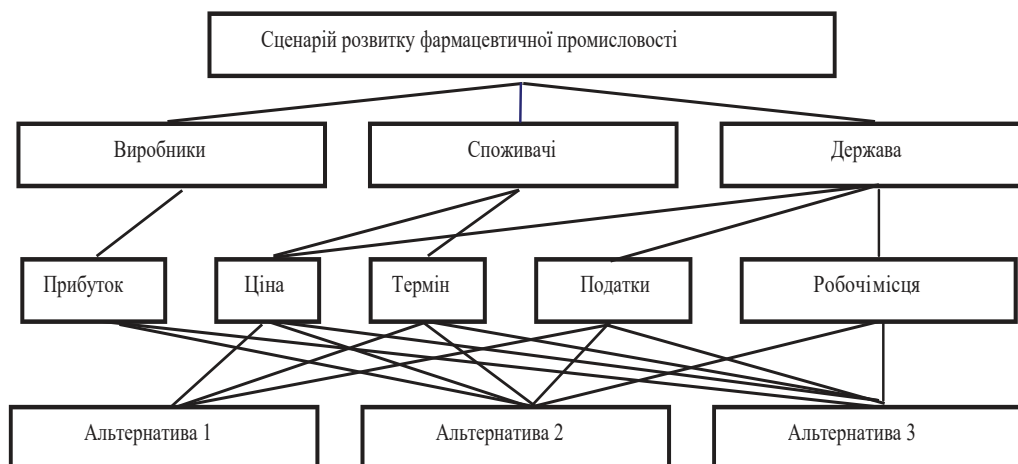 Сценарій розвитку фармацевтичної промисловості
Виробники
Споживачі
Держава
Прибуток
Ціна
Термін
Податки
Робочімісця
Альтернатива 1
Альтернатива 2
Альтернатива 3